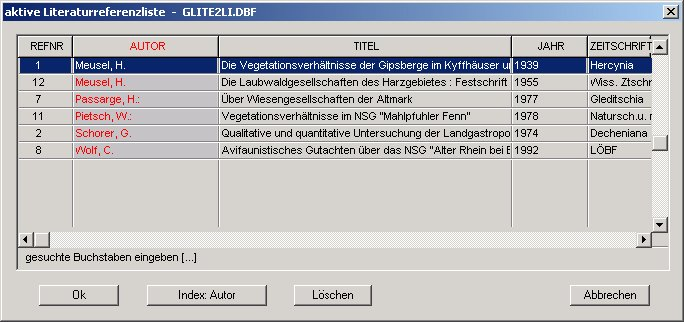 aktive Literaturreferenzliste - GLITE2LI.DBF
REFNR AUTOR TITEL JAHR ZEITSCHRIFT
1 Meusel, H. Die Vegetationsverhältnisse der Gipsberge im Kyffhäuser u 1939 Hercynia
12 Meusel, H. Die Laubwaldgesellschaften des Harzgebietes : Festschrift 1955 Wiss. Ztschr
7 Passarge, H.: Über Wiesengesellschaften der Altmark 1977 Gleditschia
11 Pietsch, W.: Vegetationsverhältnisse im NSG "Mahlpfuhler Fenn" 1978 Natursch.u.
2 Schorer, G. Qualitative und quantitative Untersuchung der Landgastropo 1974 Decheniana
8 Wolf, C. Avifaunistisches Gutachten über das NSG "Alter Rhein bei 1992 LÖBF
gesuchte Buchstaben eingeben [...]
Ok Index: Autor Löschen Abbrechen